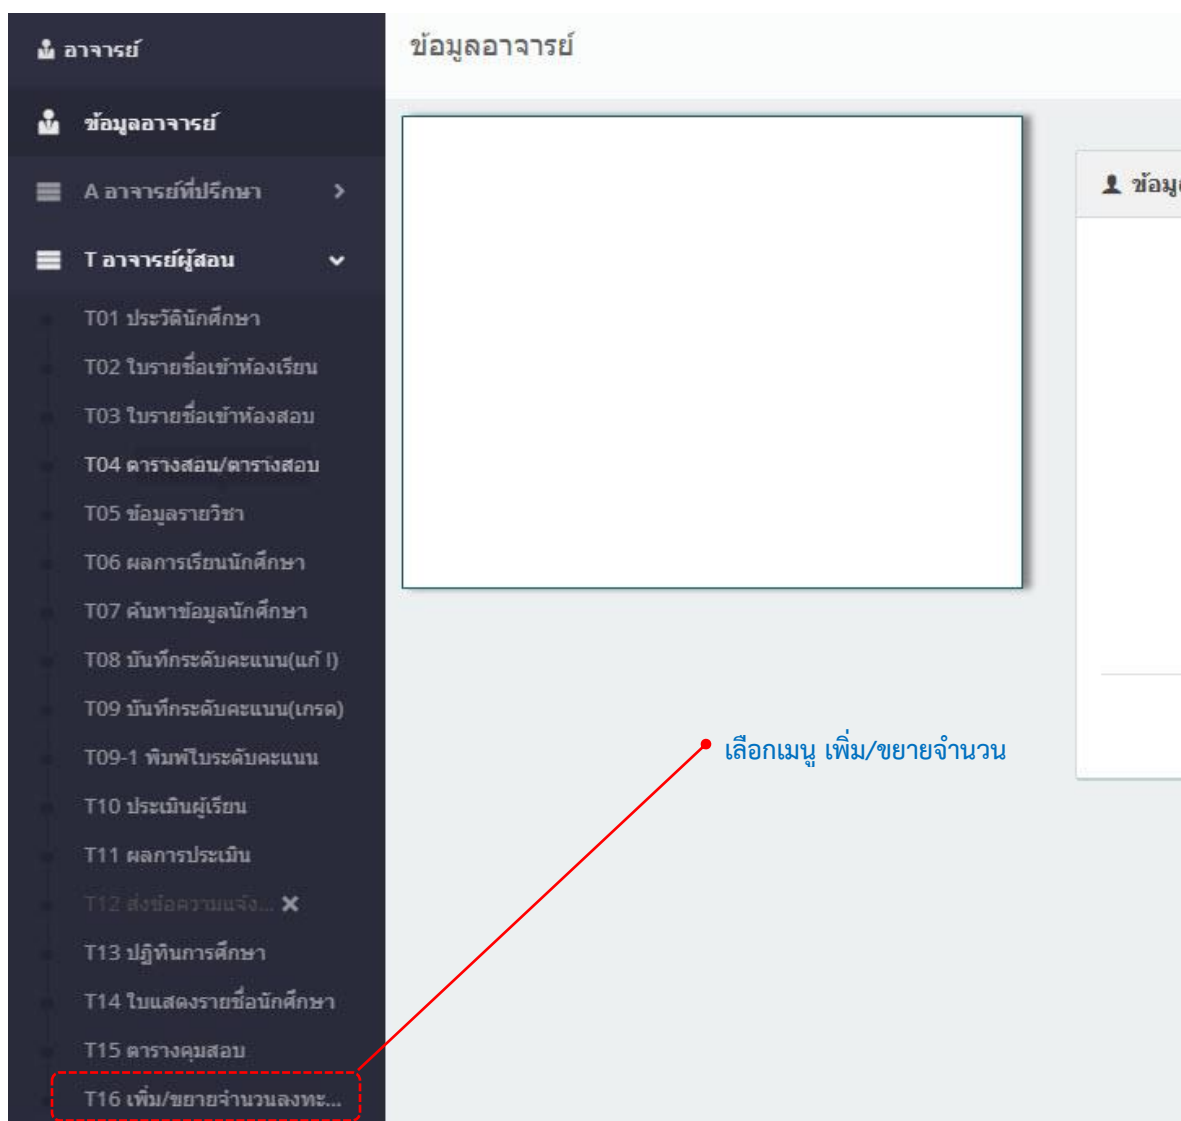 อาจารย์
ข้อมูลอาจารย์
ข้อมูลอาจารย์
A อาจารย์ที่ปรึกษา
T อาจารย์ผู้สอน
T01 ประวัตินักศึกษา
T02 ใบรายชื่อเข้าห้องเรียน
T03 ใบรายชื่อเข้าห้องสอบ
T04 ตารางสอน/ตารางสอบ
T05 ข้อมูลรายวิชา
T06 ผลการเรียนนักศึกษา
T07 ค้นหาข้อมูลนักศึกษา
T08 บันทึกระดับคะแนน(แก้ I)
T09 บันทึกระดับคะแนน(เกรด)
T09-1 พิมพ์ใบระดับคะแนน
T10 ประเมินผู้เรียน
T11 ผลการประเมิน
T12 ส่งข้อความแจ้ง...
T13 ปฏิทินการศึกษา
T14 ใบแสดงรายชื่อนักศึกษา
T15 ตารางคุมสอบ
T16 เพิ่ม/ขยายจำนวนลงทะ...
เลือกเมนู เพิ่ม/ขยายจำนวน